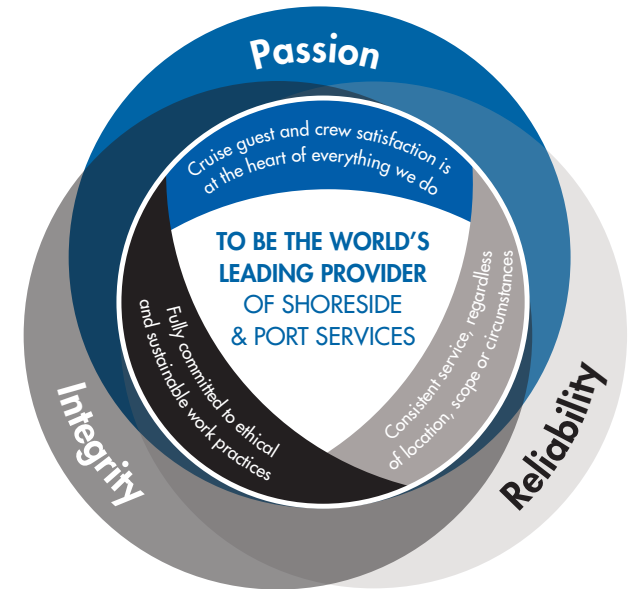 Passion
Cruise guest and crew satisfaction is
at the heart of everything we do
TO BE THE WORLD'S
LEADING PROVIDER
OF SHORESIDE
& PORT SERVICES
Fully committed to ethical
and sustainable work practices
Consistent service, regardless
of location, scope or circumstances
Integrity
Reliability